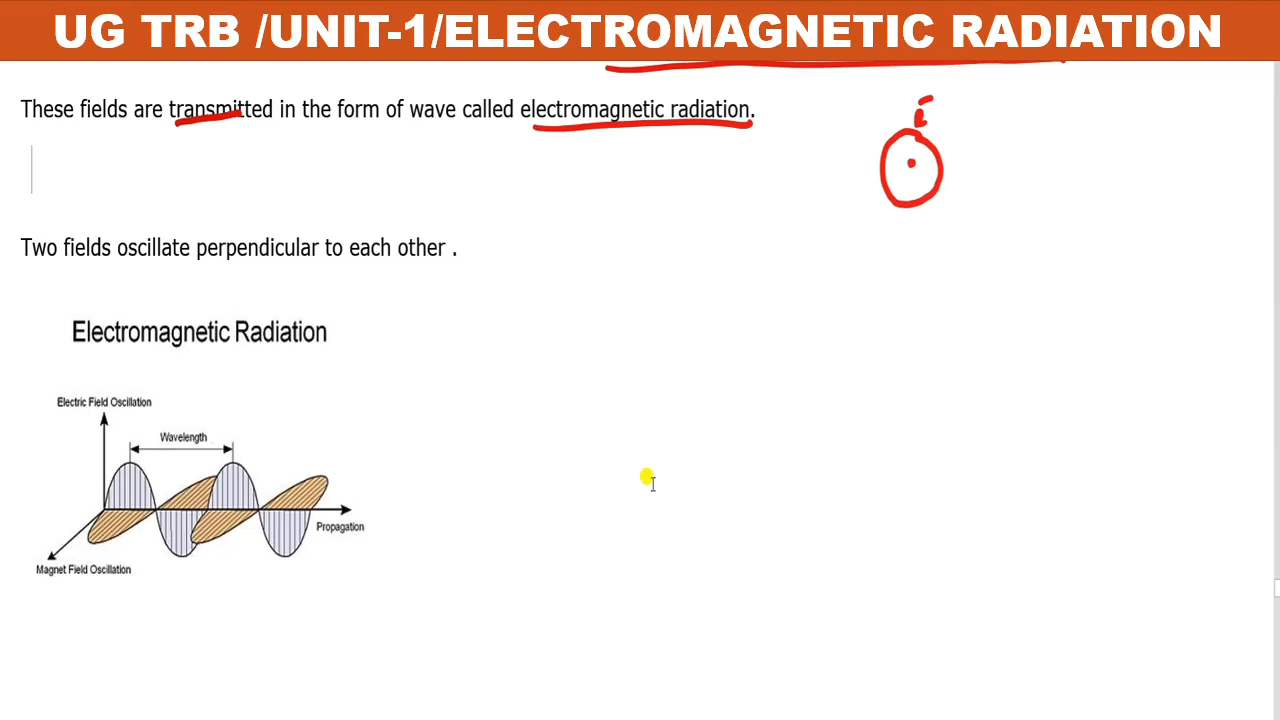 UG TRB /UNIT-1/ELECTROMAGNETIC RADIATION
These fields are transmitted in the form of wave called electromagnetic radiation.
Two fields oscillate perpendicular to each other .
Electromagnetic Radiation
Electric Field Oscillation
Wavelength
Propagation
Magnet Field Oscillation